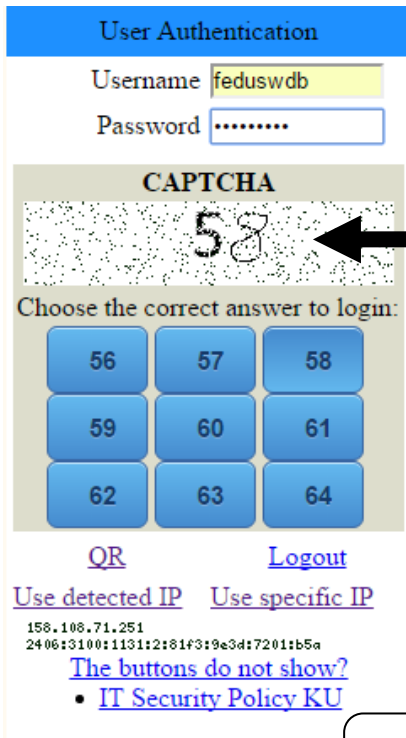 User Authentication
Username feduswdb
Password •••••••••
CAPTCHA
58
Choose the correct answer to login:
56 57 58
59 60 61
62 63 64
QR Logout
Use detected IP Use specific IP
158.108.71.251
2406:3100:1131:2:81f3:9e3d:7201:b5a
The buttons do not show?
• IT Security Policy KU